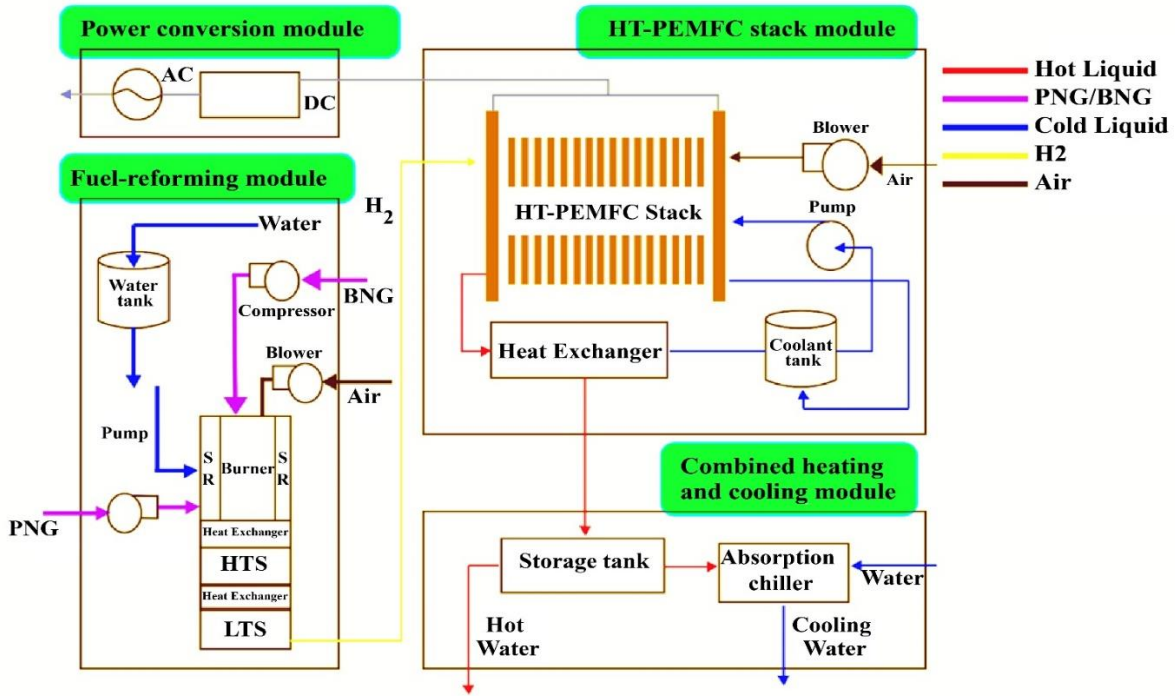 Power conversion module
AC
DC
HT-PEMFC stack module
Blower
Air
Pump
HT-PEMFC Stack
Heat Exchanger
Coolant
tank
Hot Liquid
PNG/BNG
Cold Liquid
H2
Air
Fuel-reforming module
Water
H2
Water
tank
BNG
Compressor
Blower
Air
Pump
SR
Burner
SR
PNG
Heat Exchanger
HTS
Heat Exchanger
LTS
Combined heating
and cooling module
Storage tank
Absorption
chiller
Water
Hot
Water
Cooling
Water